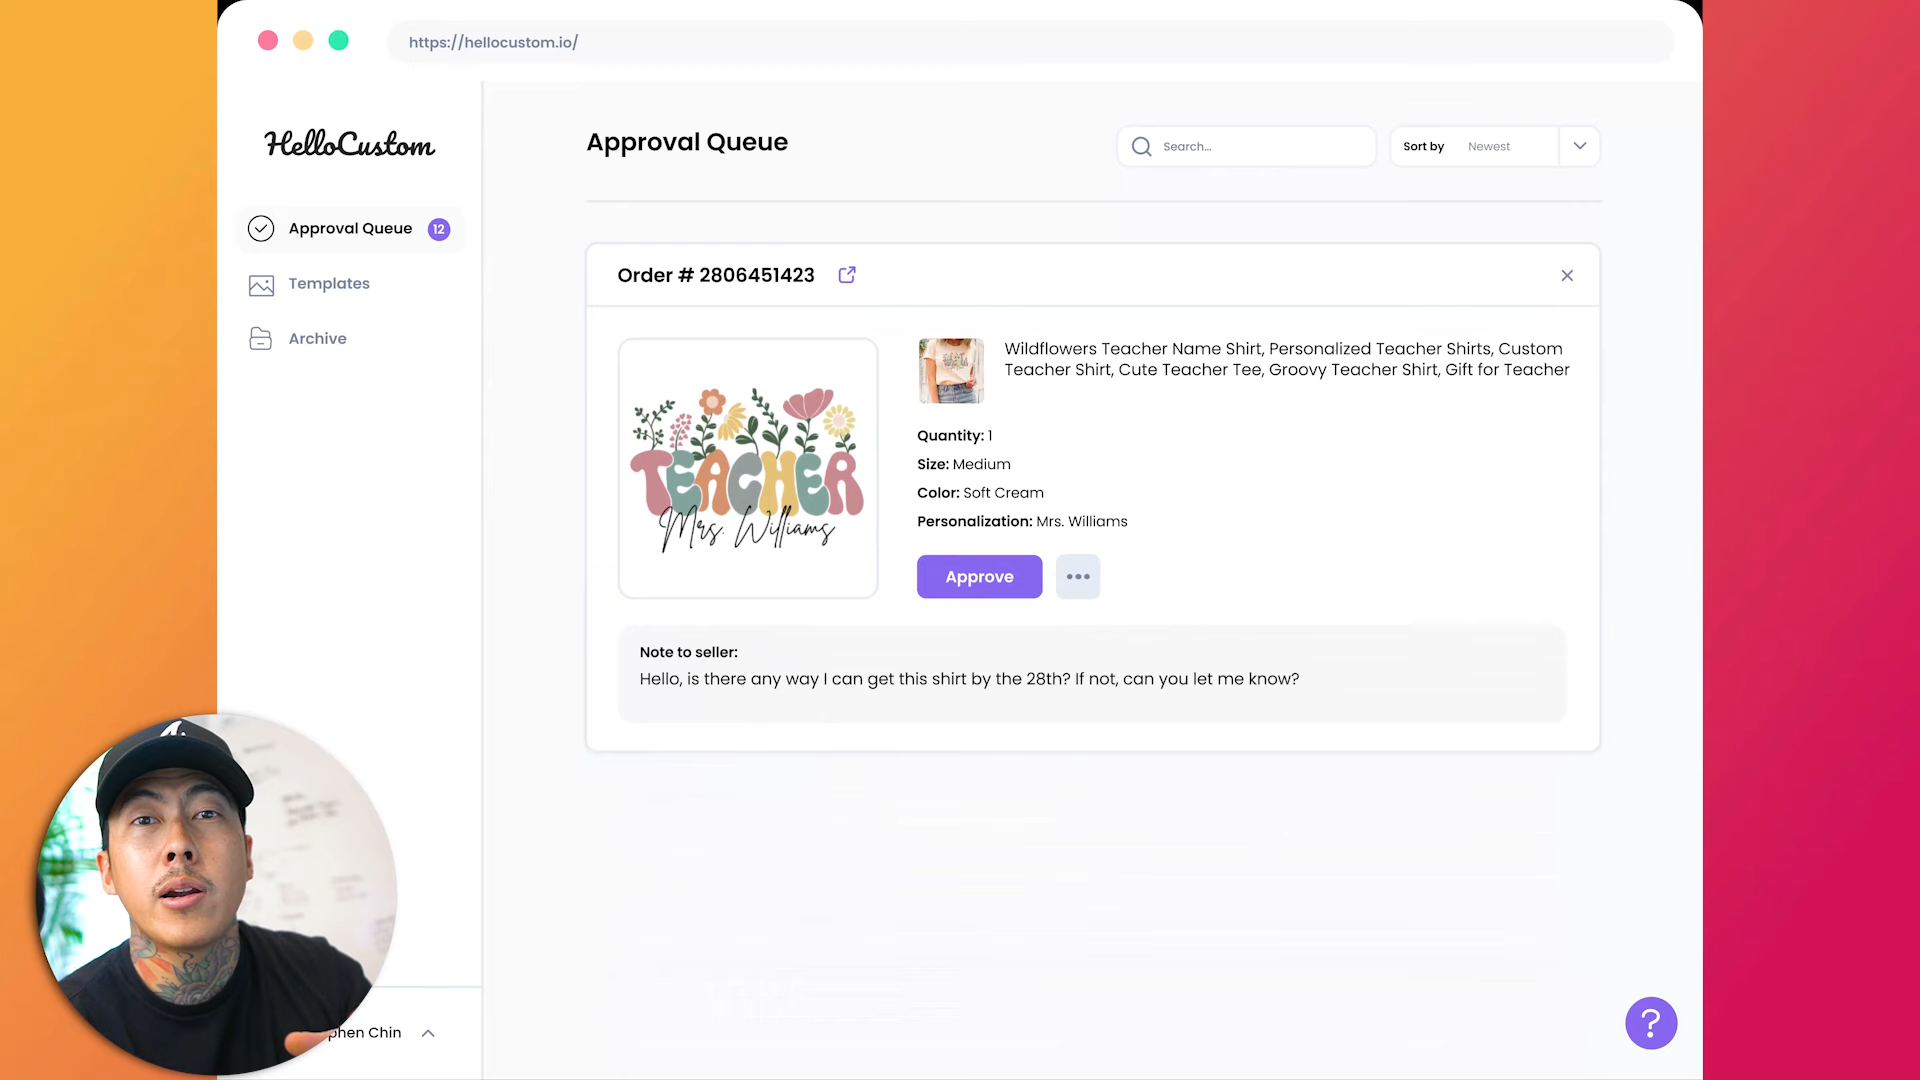 https://hellocustom.io/
HelloCustom
Approval Queue
12
Templates
Archive
phen Chin
Approval Queue
Search...
Sort by
Newest
Order # 2806451423
TEACHER
Mrs. Williams
Wildflowers Teacher Name Shirt, Personalized Teacher Shirts, Custom
Teacher Shirt, Cute Teacher Tee, Groovy Teacher Shirt, Gift for Teacher
Quantity: 1
Size: Medium
Color: Soft Cream
Personalization: Mrs. Williams
Approve
Note to seller:
Hello, is there any way I can get this shirt by the 28th? If not, can you let me know?
?